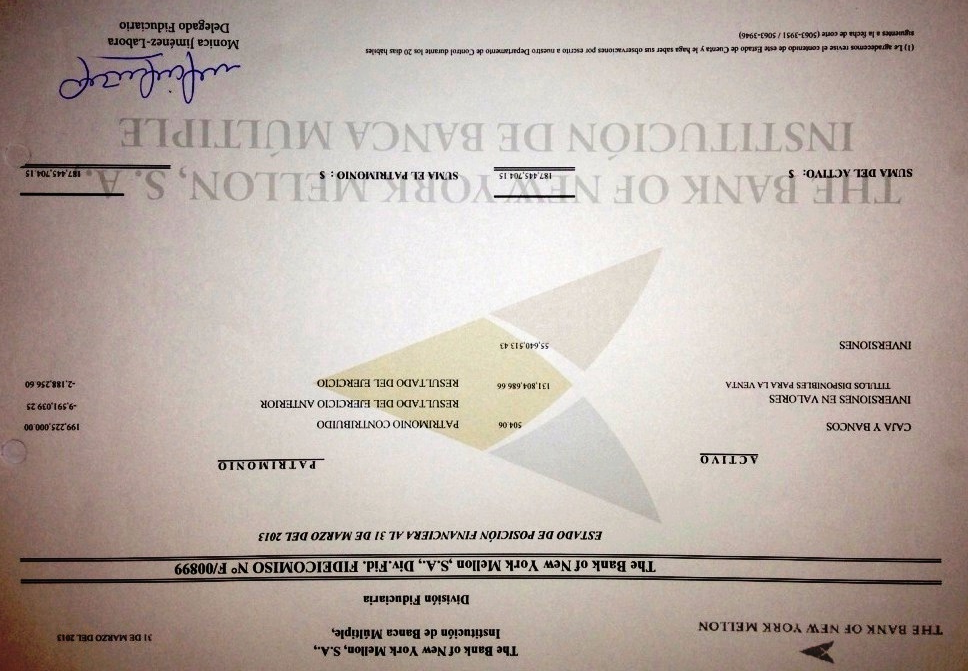 THE BANK OF NEW YORK MELLON
The Bank of New York, Mellon, S.A.,
Institución de Banca Múltiple,
División Fiduciaria
31 DE MARZO DEL 2013
The Bank of New York Mellon ,S.A., Div.Fid. FIDEICOMISO Nº F/00899
ESTADO DE POSICIÓN FINANCIERA AL 31 DE MARZO DEL 2013
ACTIVO
PATRIMONIO
CAJA Y BANCOS 504.06
PATRIMONIO CONTRIBUIDO 199,225,000.00
INVERSIONES EN VALORES
RESULTADO DEL EJERCICIO ANTERIOR -9,591,039.25
TITULOS DISPONIBLES PARA LA VENTA 131,804,686.66
RESULTADO DEL EJERCICIO -2,188,256.60
INVERSIONES 55,640,513.43
THE BANK OF NEW YORK MELLON, S.A.
INSTITUCIÓN DE BANCA MÚLTIPLE
SUMA DEL ACTIVO: $ 187,445,704.15
SUMA EL PATRIMONIO : $ 187,445,704.15
(1) Le agradecemos revise el contenido de este Estado de Cuenta y le haga saber sus observaciones por escrito a nuestro Departamento de Control durante los 20 dias habiles
siguentes a la fecha de corte (5063-3951 / 5063-3946)
Monica Jiménez-Labora
Delegado Fiduciario